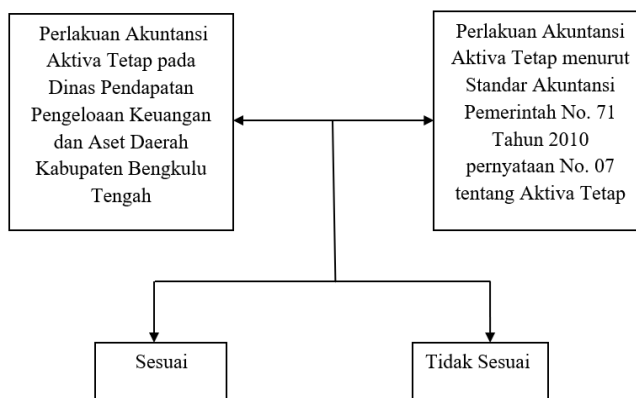 Perlakuan Akuntansi
Aktiva Tetap pada
Dinas Pendapatan
Pengeloaan Keuangan
dan Aset Daerah
Kabupaten Bengkulu
Tengah
Perlakuan Akuntansi
Aktiva Tetap menurut
Standar Akuntansi
Pemerintah No. 71
Tahun 2010
pernyataan No. 07
tentang Aktiva Tetap
Sesuai
Tidak Sesuai